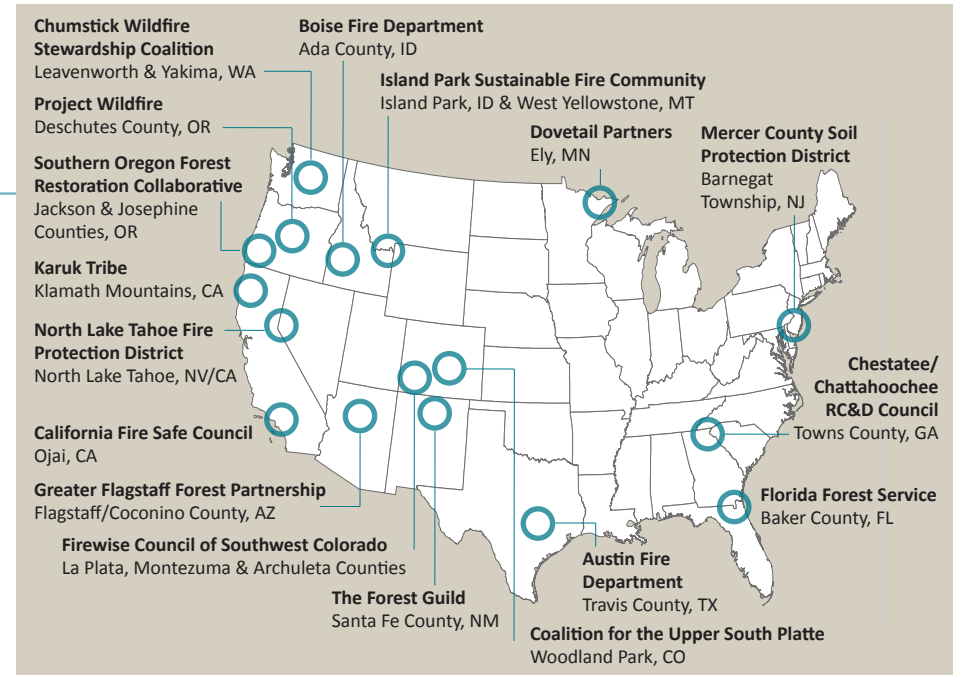 Chumstick Wildfire
Stewardship Coalition
Leavenworth & Yakima, WA
Project Wildfire
Deschutes County, OR
Southern Oregon Forest
Restoration Collaborative
Jackson & Josephine
Counties, OR
Karuk Tribe
Klamath Mountains, CA
North Lake Tahoe Fire
Protection District
North Lake Tahoe, NV/CA
California Fire Safe Council
Ojai, CA
Greater Flagstaff Forest Partnership
Flagstaff/Coconino County, AZ
Firewise Council of Southwest Colorado
La Plata, Montezuma & Archuleta Counties
The Forest Guild
Santa Fe County, NM
Boise Fire Department
Ada County, ID
Island Park Sustainable Fire Community
Island Park, ID & West Yellowstone, MT
Dovetail Partners
Ely, MN
Mercer County Soil
Protection District
Barnegat
Township, NJ
Chestatee/
Chattahoochee
RC&D Council
Towns County, GA
Florida Forest Service
Baker County, FL
Austin Fire
Department
Travis County, TX
Coalition for the Upper South Platte
Woodland Park, CO